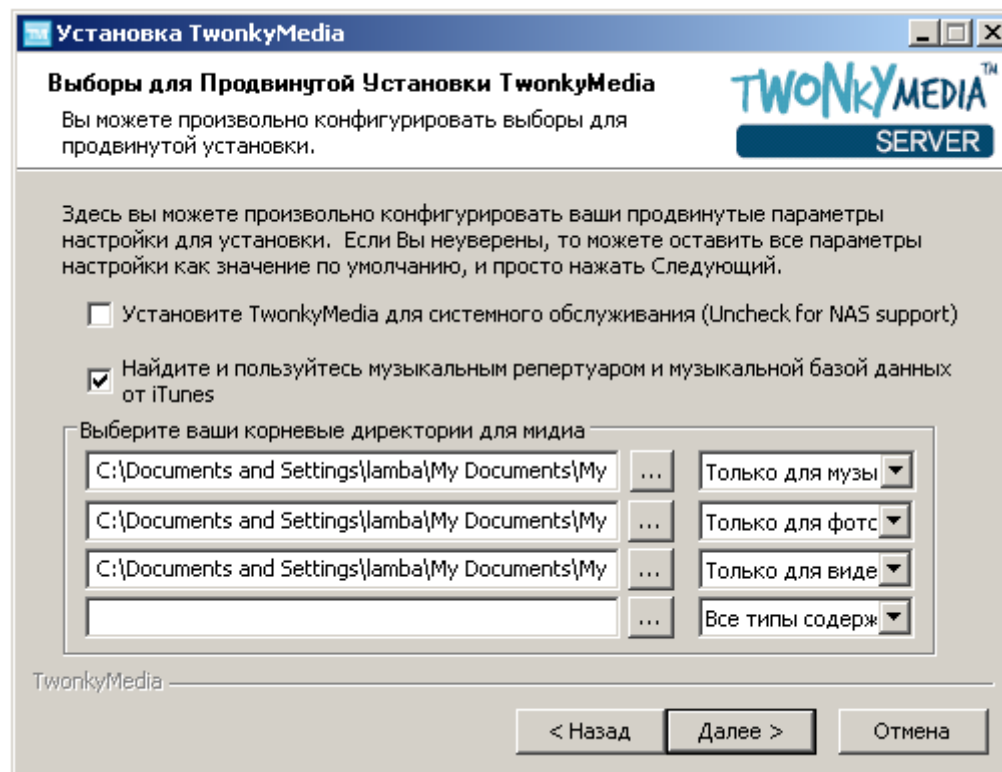 Установка TwonkyMedia
Выборы для Продвинутой Установки TwonkyMedia
Вы можете произвольно конфигурировать выборы для
продвинутой установки.
TWONKYMEDIA™
SERVER
Здесь вы можете произвольно конфигурировать ваши продвинутые параметры
настройки для установки. Если Вы неуверены, то можете оставить все параметры
настройки как значение по умолчанию, и просто нажать Следующий.
Установите TwonkyMedia для системного обслуживания (Uncheck for NAS support)
Найдите и пользуйтесь музыкальным репертуаром и музыкальной базой данных
от iTunes
Выберите ваши корневые директории для мидиа
C:\Documents and Settings\lamba\My Documents\My ... Только для музы
C:\Documents and Settings\lamba\My Documents\My ... Только для фотс
C:\Documents and Settings\lamba\My Documents\My ... Только для виде
... Все типы содерж
TwonkyMedia
< Назад Далее > Отмена